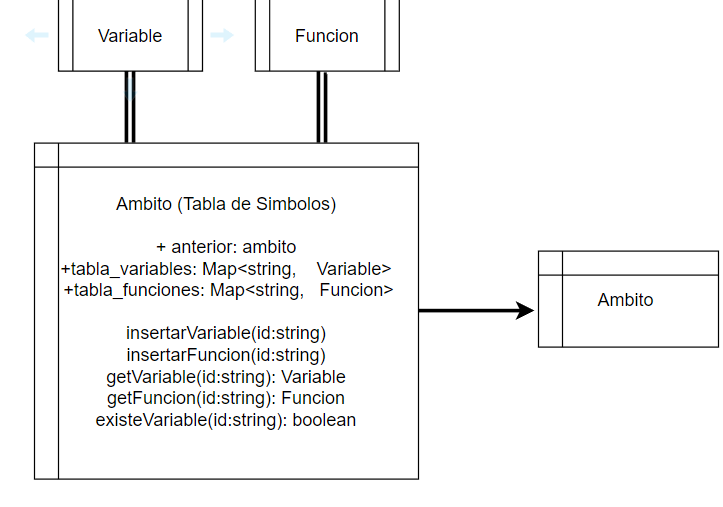 Variable
Funcion
Ambito (Tabla de Simbolos)
+ anterior: ambito
+tabla_variables: Map<string, Variable>
+tabla_funciones: Map<string, Funcion>
insertarVariable(id:string)
insertarFuncion(id:string)
getVariable(id:string): Variable
getFuncion(id:string): Funcion
existeVariable(id:string): boolean
Ambito